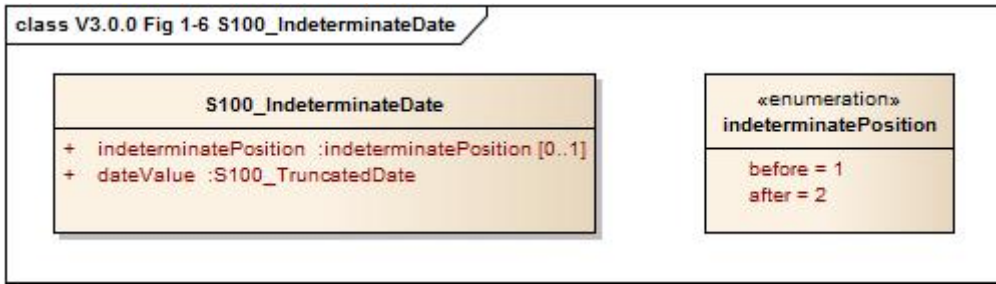 class V3.0.0 Fig 1-6 S100_IndeterminateDate
S100_IndeterminateDate
+ indeterminatePosition :indeterminatePosition [0..1]
+ dateValue :S100_TruncatedDate
«enumeration»
indeterminatePosition
before = 1
after = 2